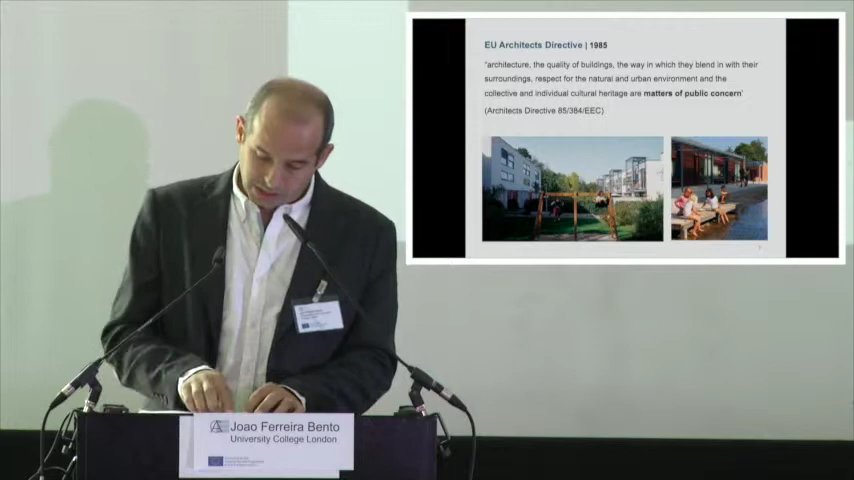 EU Architects Directive | 1985
"architecture, the quality of buildings, the way in which they blend in with their
surroundings, respect for the natural and urban environment and the
collective and individual cultural heritage are matters of public concern'
(Architects Directive 85/384/EEC)
Joao Ferreira Bento
University College London